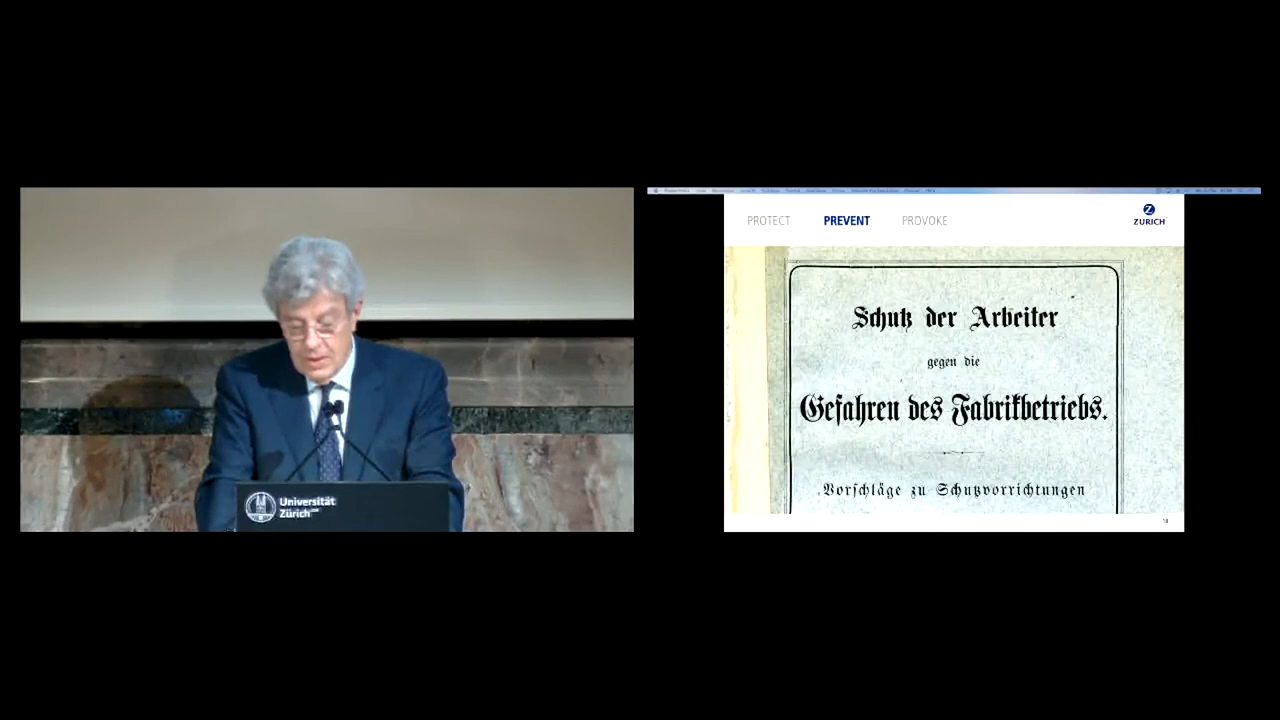 Universität
Zürich
PROTECT PREVENT PROVOKE
Z
ZURICH
Schutz der Arbeiter
gegen die
Gefahren des Fabrikbetriebs.
Vorschläge zu Schutzvorrichtungen